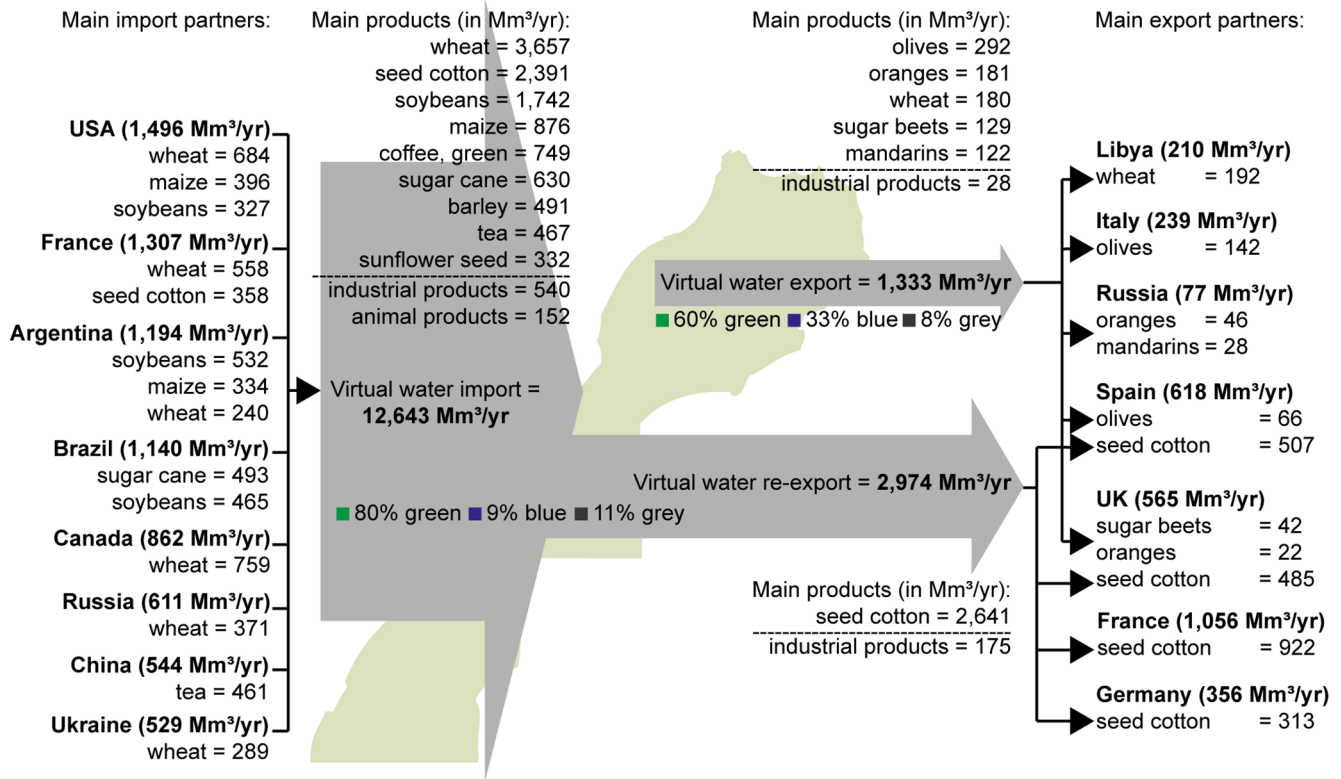 Main import partners:
USA (1,496 Mm³/yr)
wheat = 684
maize = 396
soybeans = 327
France (1,307 Mm³/yr)
wheat = 558
seed cotton = 358
Argentina (1,194 Mm³/yr)
soybeans = 532
maize = 334
wheat = 240
Brazil (1,140 Mm³/yr)
sugar cane = 493
soybeans = 465
Canada (862 Mm³/yr)
wheat = 759
Russia (611 Mm³/yr)
wheat = 371
China (544 Mm³/yr)
tea = 461
Ukraine (529 Mm³/yr)
wheat = 289
Main products (in Mm³/yr):
wheat = 3,657
seed cotton = 2,391
soybeans = 1,742
maize = 876
coffee, green = 749
sugar cane = 630
barley = 491
tea = 467
sunflower seed = 332
industrial products = 540
animal products = 152
Virtual water import =
12,643 Mm³/yr
80% green 9% blue 11% grey
Main products (in Mm³/yr):
olives = 292
oranges = 181
wheat = 180
sugar beets = 129
mandarins = 122
industrial products = 28
Virtual water export = 1,333 Mm³/yr
60% green 33% blue 8% grey
Virtual water re-export = 2,974 Mm³/yr
Main products (in Mm³/yr):
seed cotton = 2,641
industrial products = 175
Main export partners:
Libya (210 Mm³/yr)
wheat = 192
Italy (239 Mm³/yr)
olives = 142
Russia (77 Mm³/yr)
oranges = 46
mandarins = 28
Spain (618 Mm³/yr)
olives = 66
seed cotton = 507
UK (565 Mm³/yr)
sugar beets = 42
oranges = 22
seed cotton = 485
France (1,056 Mm³/yr)
seed cotton = 922
Germany (356 Mm³/yr)
seed cotton = 313